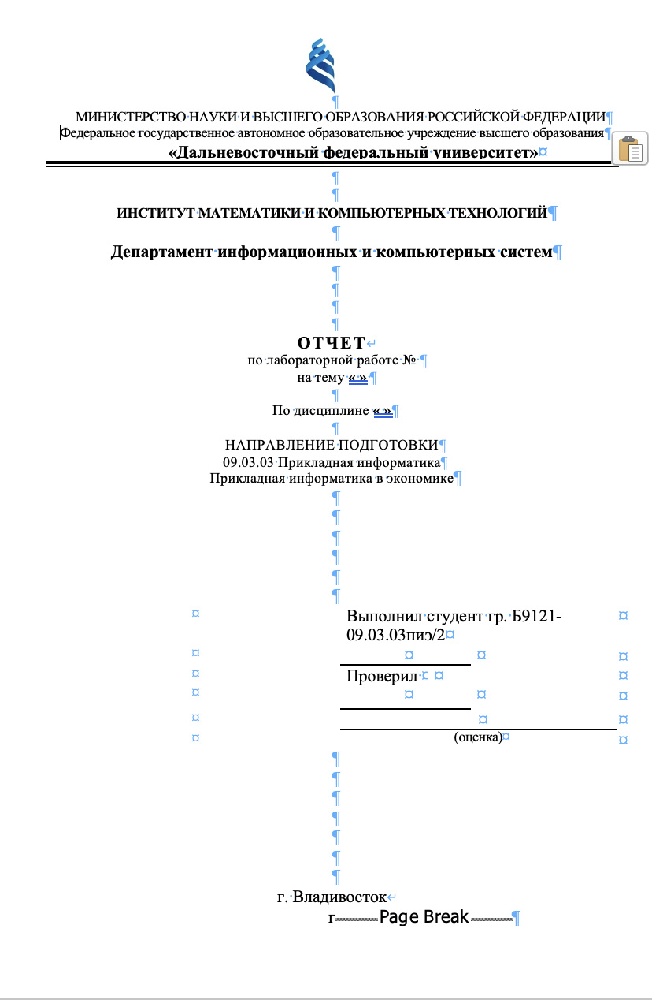 МИНИСТЕРСТВО НАУКИ И ВЫСШЕГО ОБРАЗОВАНИЯ РОССИЙСКОЙ ФЕДЕРАЦИИ
Федеральное государственное автономное образовательное учреждение высшего образования
«Дальневосточный федеральный университет»
ИНСТИТУТ МАТЕМАТИКИ И КОМПЬЮТЕРНЫХ ТЕХНОЛОГИЙ
Департамент информационных и компьютерных систем
ОТЧЕТ
по лабораторной работе №
на тему « »
По дисциплине « »
НАПРАВЛЕНИЕ ПОДГОТОВКИ
09.03.03 Прикладная информатика
Прикладная информатика в экономике
Выполнил студент гр. Б9121-
09.03.03пиэ/2
Проверил
(оценка)
г. Владивосток
г
Page Break